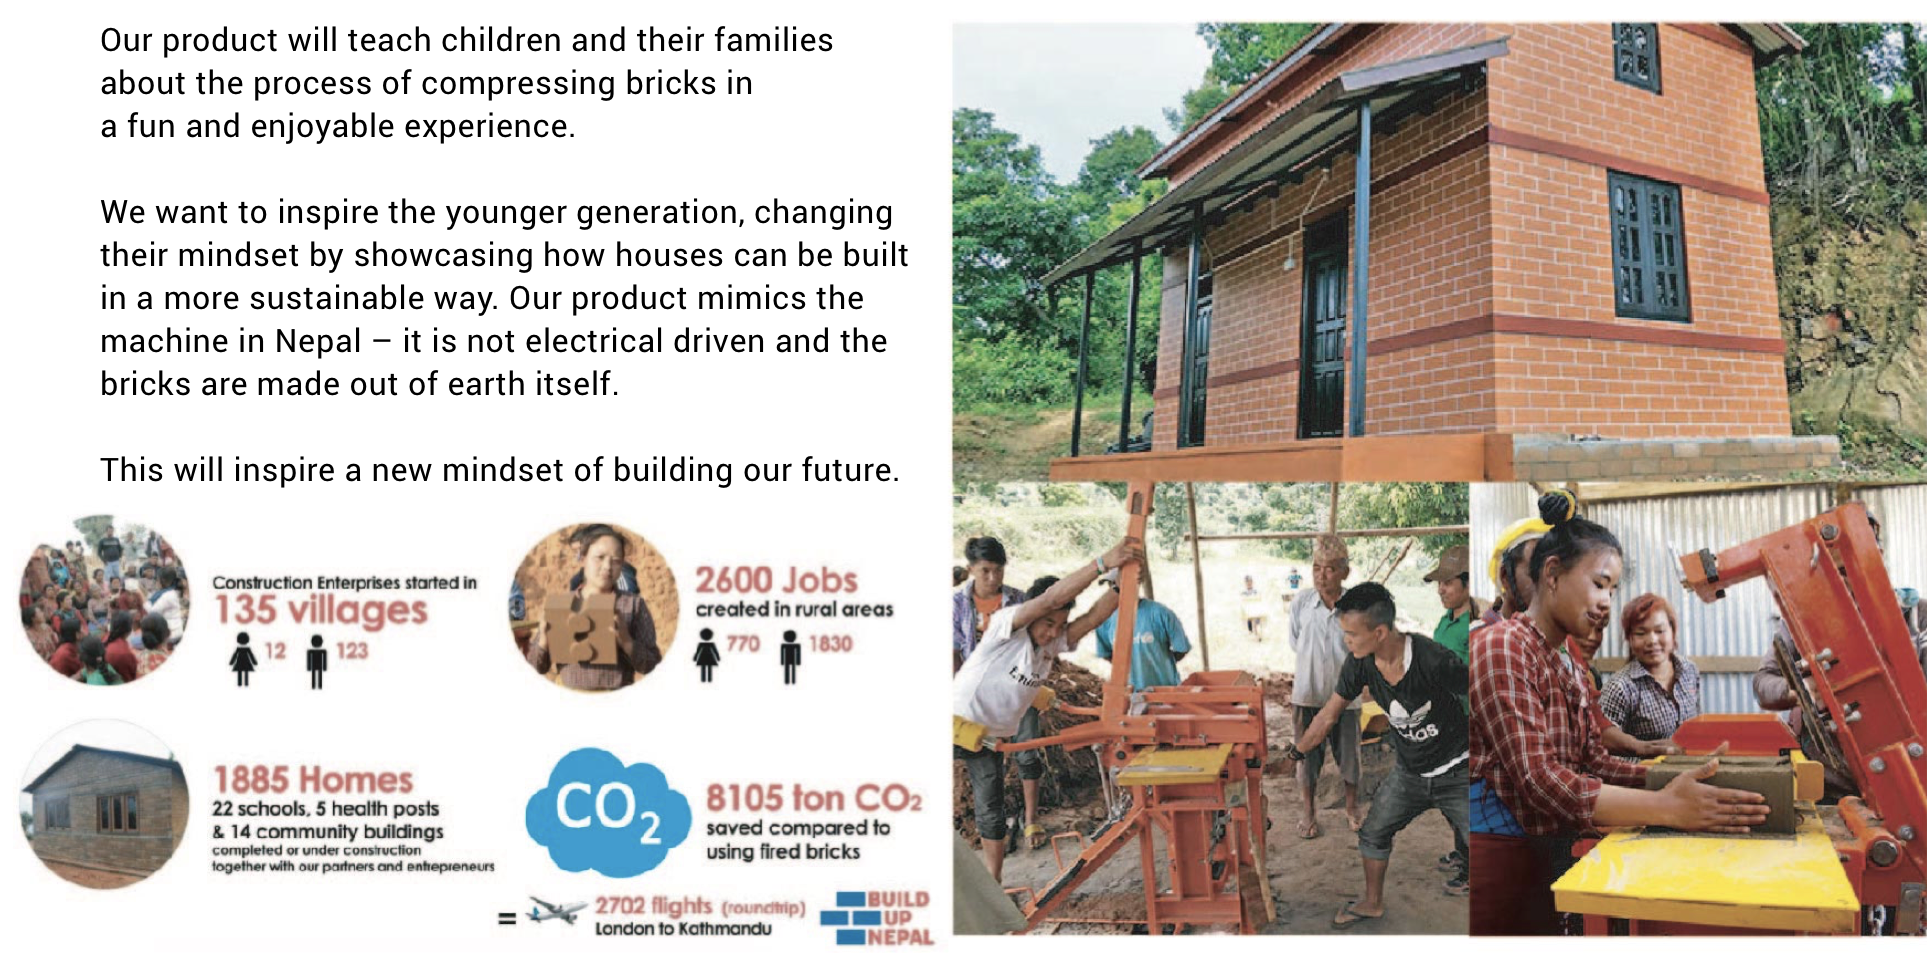 Our product will teach children and their families
about the process of compressing bricks in
a fun and enjoyable experience.
We want to inspire the younger generation, changing
their mindset by showcasing how houses can be built
in a more sustainable way. Our product mimics the
machine in Nepal – it is not electrical driven and the
bricks are made out of earth itself.
This will inspire a new mindset of building our future.
Construction Enterprises started in
135 villages
12 123
2600 Jobs
created in rural areas
770 1830
1885 Homes
22 schools, 5 health posts
& 14 community buildings
completed or under construction
together with our partners and entrepreneurs
CO2
8105 ton CO2
saved compared to
using fired bricks
= 2702 flights (roundtrip)
London to Kathmandu
BUILD
UP
NEPAL
adidas